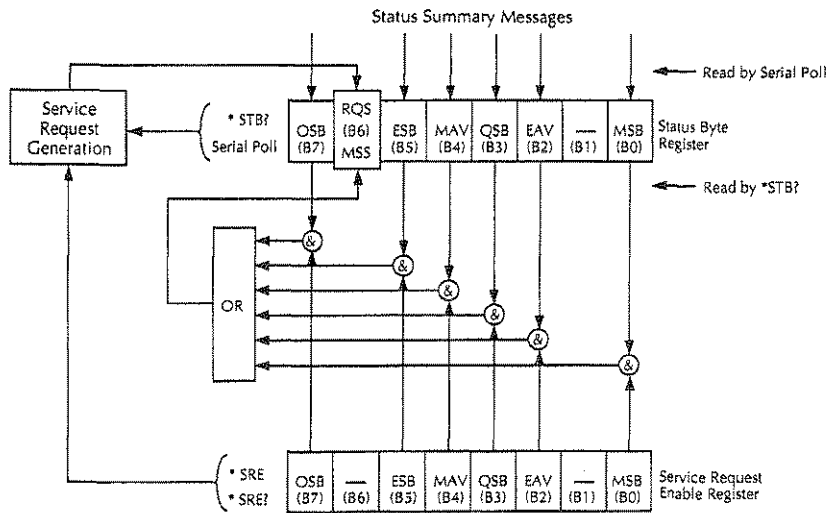 Status Summary Messages
Read by Serial Poll
Service
Request
Generation
* STB?
Serial Poll
OSB
(B7)
RQS
(B6)
MSS
ESB
(B5)
MAV
(B4)
QSB
(B3)
EAV
(B2)
—
(B1)
MSB
(B0)
Status Byte
Register
Read by *STB?
&
&
&
&
&
&
OR
* SRE
* SRE?
OSB
(B7)
—
(B6)
ESB
(B5)
MAV
(B4)
QSB
(B3)
EAV
(B2)
—
(B1)
MSB
(B0)
Service Request
Enable Register